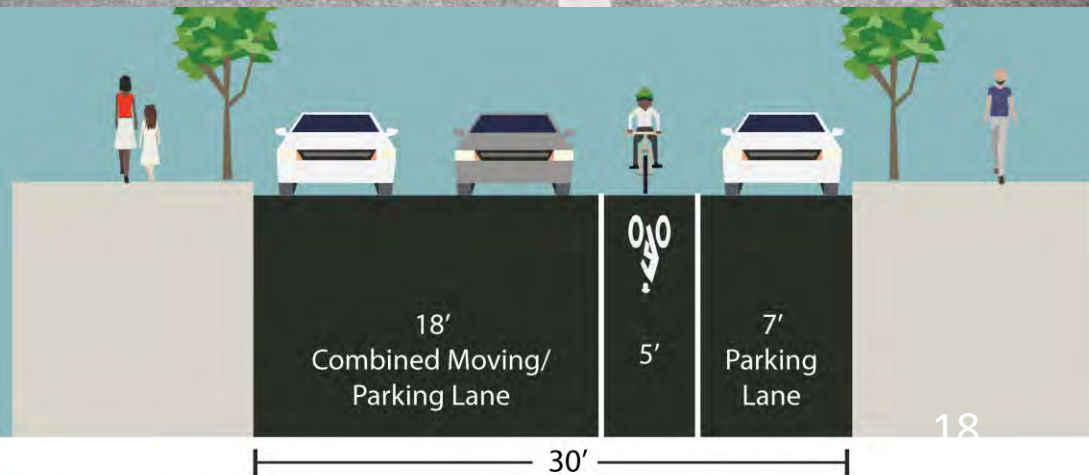 18'
Combined Moving/
Parking Lane
5'
7'
Parking
Lane
18
30'